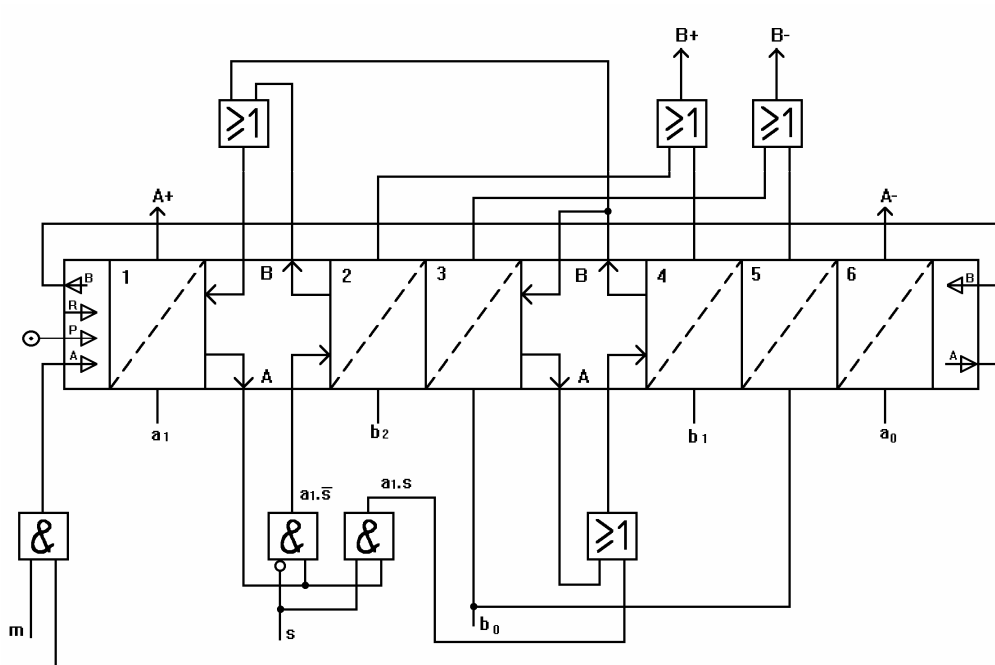 B+ B-
≥1 ≥1 ≥1
A+ A-
B R P A
1 B 2 3 B 4 5 6
B A
A A
a1 b2 b1 a0
a1.s̅ a1.s
& & & ≥1
m s b0